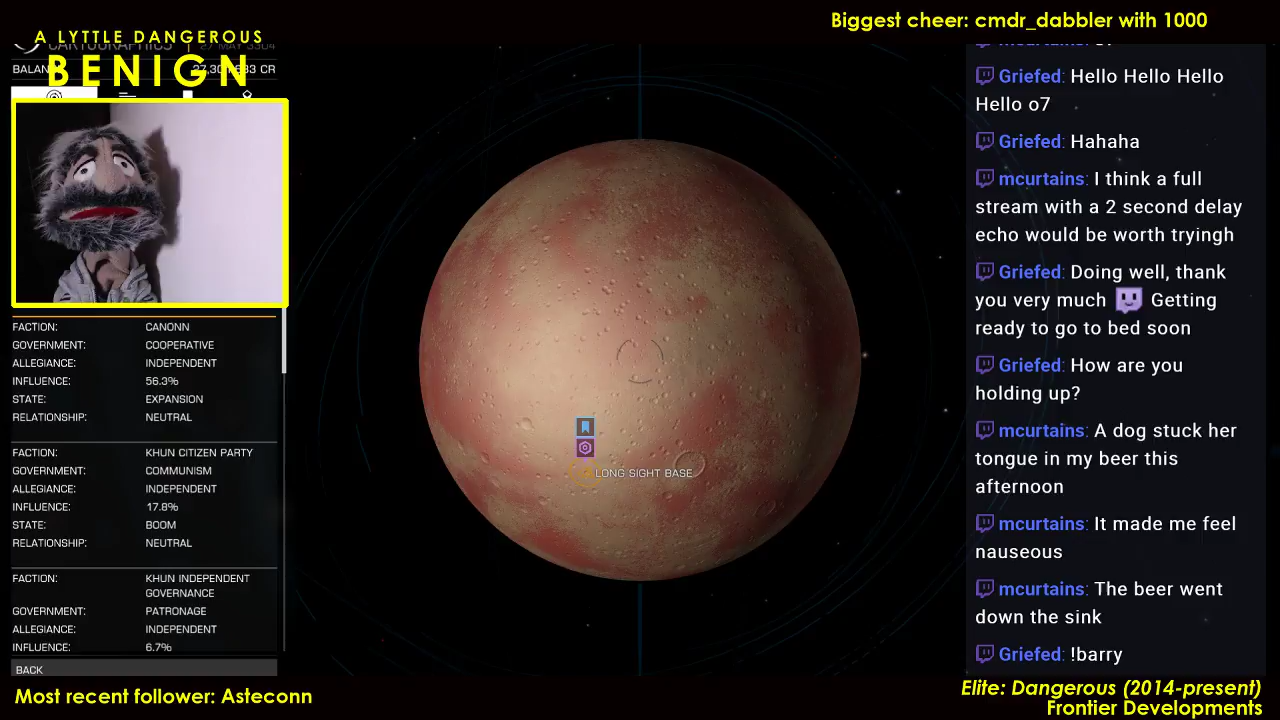 A LYTTLE DANGEROUS
BENIGN
CARTOGRAPHICS
27 MAY 3304
FACTION: CANONN
GOVERNMENT: COOPERATIVE
ALLEGIANCE: INDEPENDENT
INFLUENCE: 56.3%
STATE: EXPANSION
RELATIONSHIP: NEUTRAL
FACTION: KHUN CITIZEN PARTY
GOVERNMENT: COMMUNISM
ALLEGIANCE: INDEPENDENT
INFLUENCE: 17.8%
STATE: BOOM
RELATIONSHIP: NEUTRAL
FACTION: KHUN INDEPENDENT
GOVERNANCE
GOVERNMENT: PATRONAGE
ALLEGIANCE: INDEPENDENT
INFLUENCE: 6.7%
BACK
Most recent follower: Asteconn
LONG SIGHT BASE
Biggest cheer: cmdr_dabbler with 1000
Griefed: Hello Hello Hello
Hello o7
Griefed: Hahaha
mcurtains: I think a full
stream with a 2 second delay
echo would be worth tryingh
Griefed: Doing well, thank
you very much Getting
ready to go to bed soon
Griefed: How are you
holding up?
mcurtains: A dog stuck her
tongue in my beer this
afternoon
mcurtains: It made me feel
nauseous
mcurtains: The beer went
down the sink
Griefed: !barry
Elite: Dangerous (2014-present)
Frontier Developments